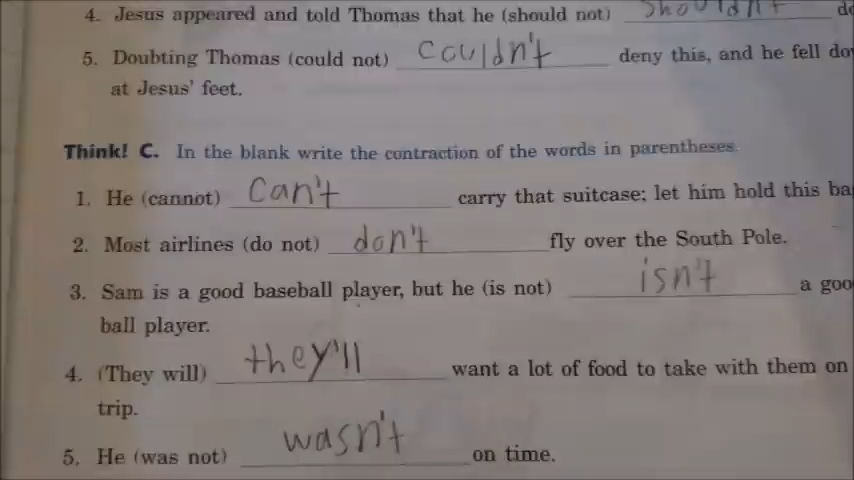 4. Jesus appeared and told Thomas that he (should not) shouldn't
5. Doubting Thomas (could not) couldn't deny this, and he fell
at Jesus' feet.
Think! C. In the blank write the contraction of the words in parentheses.
1. He (cannot) can't carry that suitcase; let him hold this
2. Most airlines (do not) don't fly over the South Pole.
3. Sam is a good baseball player, but he (is not) isn't a
ball player.
4. (They will) they'll want a lot of food to take with them on
trip.
5. He (was not) wasn't on time.